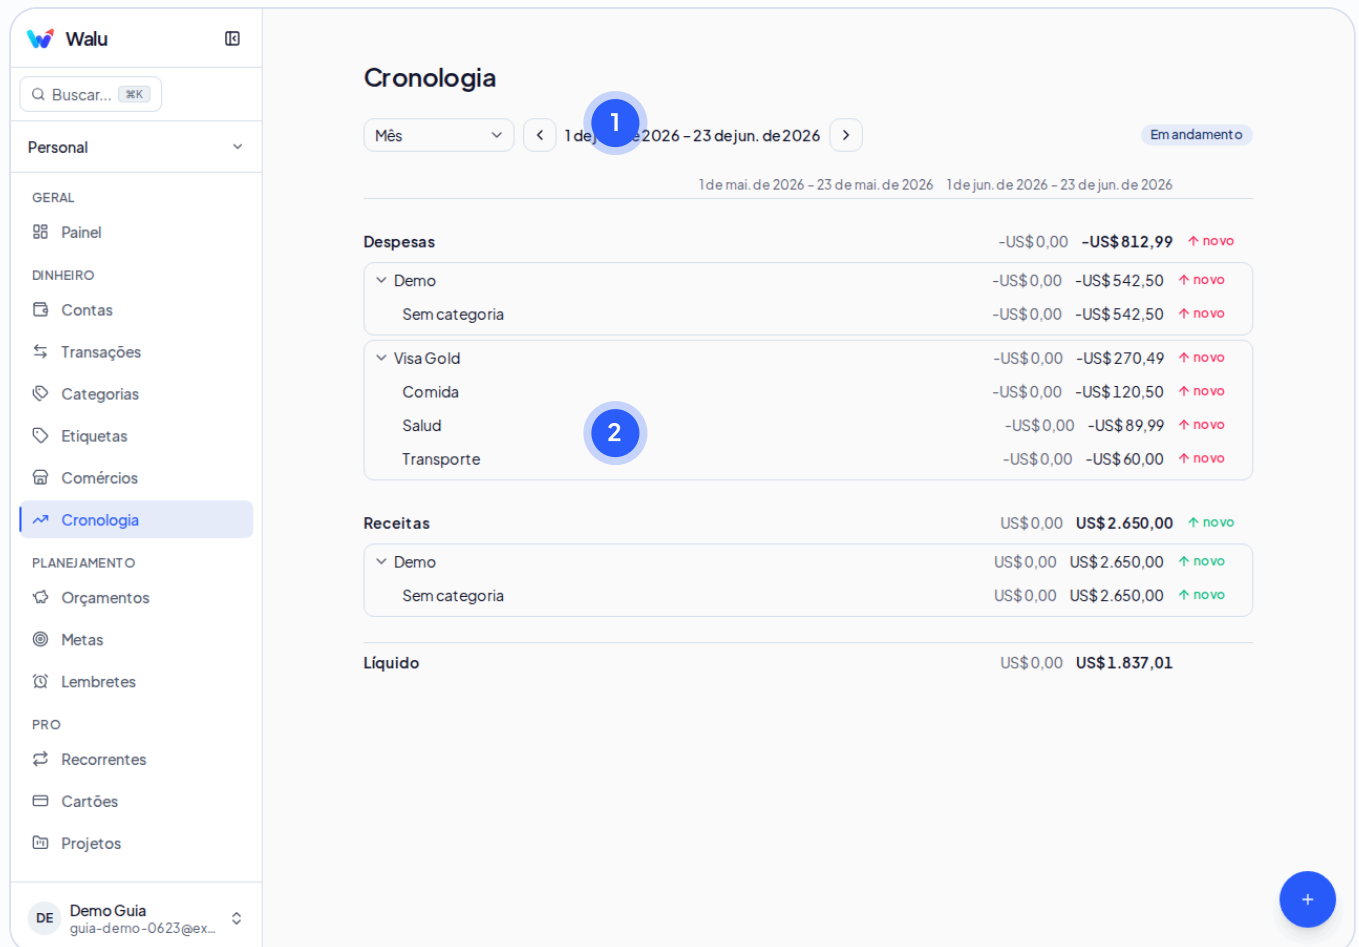 Walu
Buscar... ⌘K
Personal
GERAL
Painel
DINHEIRO
Contas
Transações
Categorias
Etiquetas
Comércios
Cronologia
PLANEJAMENTO
Orçamentos
Metas
Lembretes
PRO
Recorrentes
Cartões
Projetos
DE Demo Guia
guia-demo-0623@ex...
Cronologia
1
Mês 1 de 2026 – 23 de jun. de 2026 Em andamento
1 de mai. de 2026 – 23 de mai. de 2026 1 de jun. de 2026 – 23 de jun. de 2026
Despesas -US$ 0,00 -US$ 812,99 ↑ novo
Demo -US$ 0,00 -US$ 542,50 ↑ novo
Sem categoria -US$ 0,00 -US$ 542,50 ↑ novo
Visa Gold -US$ 0,00 -US$ 270,49 ↑ novo
Comida -US$ 0,00 -US$ 120,50 ↑ novo
Salud -US$ 0,00 -US$ 89,99 ↑ novo
2
Transporte -US$ 0,00 -US$ 60,00 ↑ novo
Receitas US$ 0,00 US$ 2.650,00 ↑ novo
Demo US$ 0,00 US$ 2.650,00 ↑ novo
Sem categoria US$ 0,00 US$ 2.650,00 ↑ novo
Líquido US$ 0,00 US$ 1.837,01
+